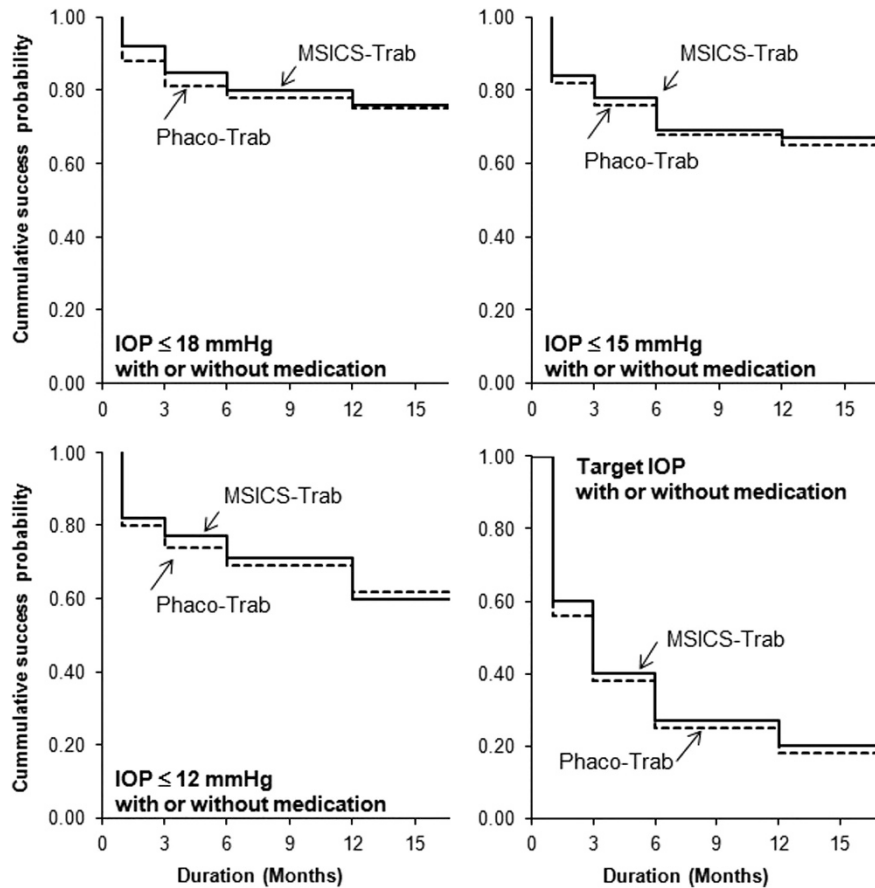 Cummulative success probability
1.00
0.80
0.60
0.40
0.20
0.00
MSICS-Trab
Phaco-Trab
IOP ≤ 18 mmHg
with or without medication
0 3 6 9 12 15
1.00
0.80
0.60
0.40
0.20
0.00
MSICS-Trab
Phaco-Trab
IOP ≤ 15 mmHg
with or without medication
0 3 6 9 12 15
Cummulative success probability
1.00
0.80
0.60
0.40
0.20
0.00
MSICS-Trab
Phaco-Trab
IOP ≤ 12 mmHg
with or without medication
0 3 6 9 12 15
Duration (Months)
1.00
0.80
0.60
0.40
0.20
0.00
Target IOP
with or without medication
MSICS-Trab
Phaco-Trab
0 3 6 9 12 15
Duration (Months)